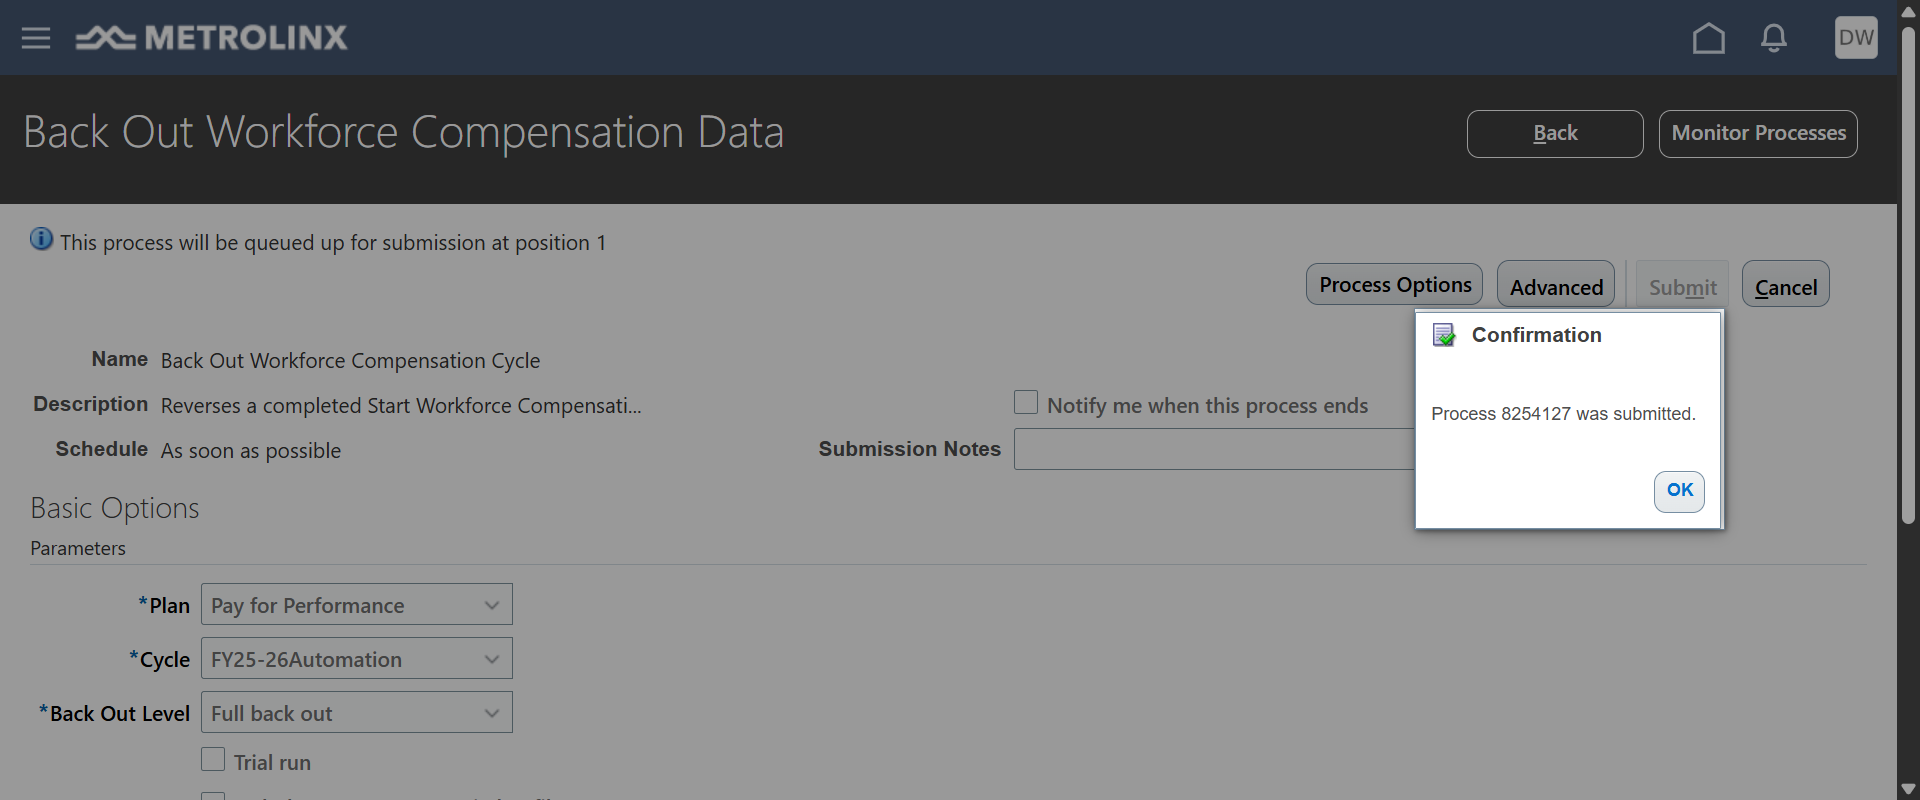 METROLINX
DW
Back Out Workforce Compensation Data
Back
Monitor Processes
This process will be queued up for submission at position 1
Process Options
Advanced
Submit
Cancel
Confirmation
Process 8254127 was submitted.
OK
Name Back Out Workforce Compensation Cycle
Description Reverses a completed Start Workforce Compensati...
Schedule As soon as possible
Notify me when this process ends
Submission Notes
Basic Options
Parameters
*Plan Pay for Performance
*Cycle FY25-26Automation
*Back Out Level Full back out
Trial run